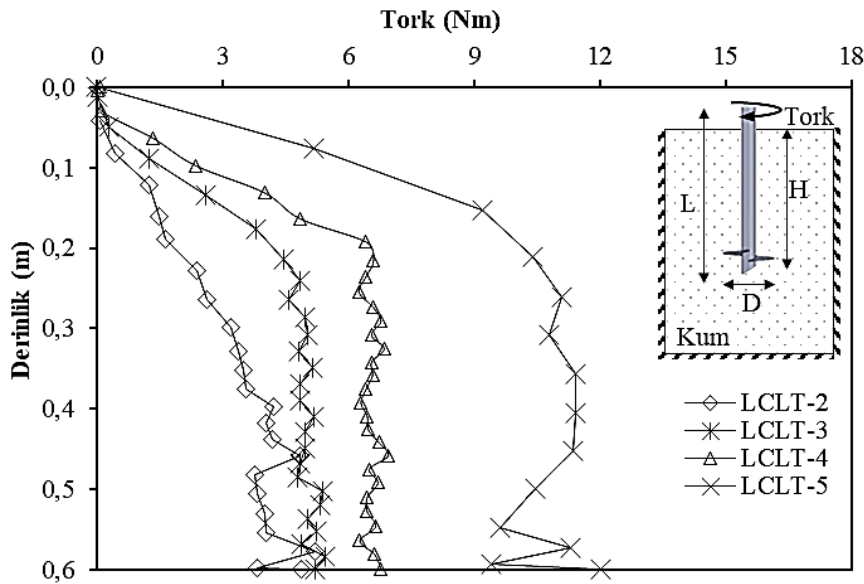 Tork (Nm)
0 3 6 9 12 15 18
Derinlik (m)
0,0
0,1
0,2
0,3
0,4
0,5
0,6
Tork
L
H
D
Kum
LCLT-2
LCLT-3
LCLT-4
LCLT-5